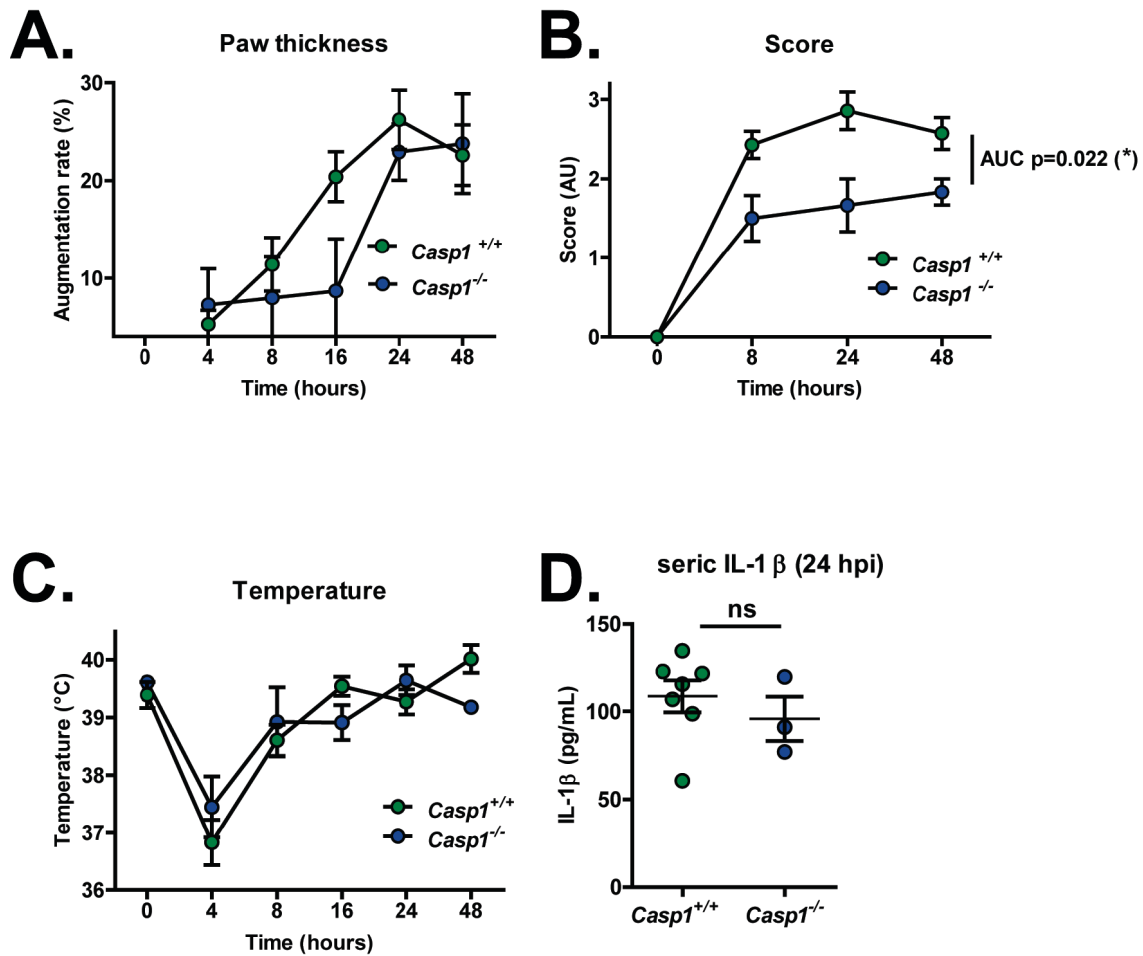 A.
Paw thickness
Augmentation rate (%)
30
20
10
0 4 8 16 24 48
Time (hours)
Casp1 +/+
Casp1-/-
B.
Score
Score (AU)
3
2
1
0
0 8 24 48
Time (hours)
AUC p=0.022 (*)
Casp1 +/+
Casp1 -/-
C.
Temperature
Temperature (°C)
40
39
38
37
36
0 4 8 16 24 48
Time (hours)
Casp1+/+
Casp1-/-
D.
seric IL-1 β (24 hpi)
ns
IL-1β (pg/mL)
150
100
50
0
Casp1+/+ Casp1-/-